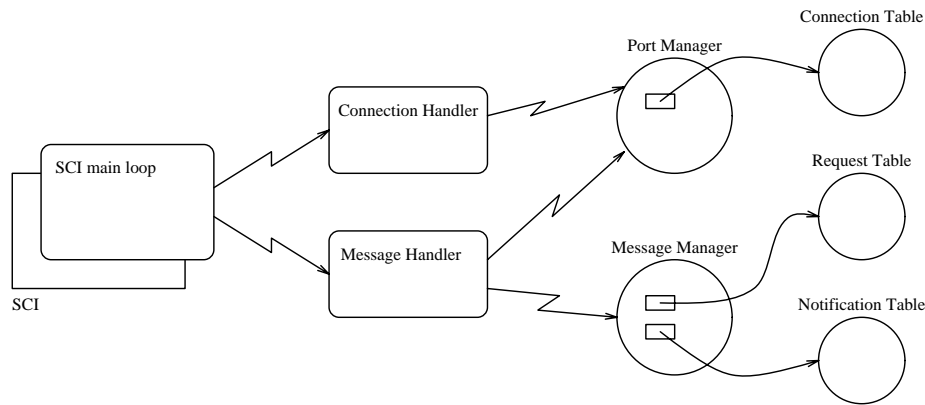 Connection Table
Port Manager
Connection Handler
SCI main loop
Request Table
Message Handler
Message Manager
SCI
Notification Table